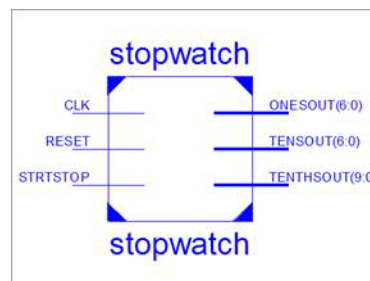 stopwatch
CLK ONESOUT(6:0)
RESET TENSOUT(6:0)
STRTSTOP TENTHSOUT(9:0
stopwatch